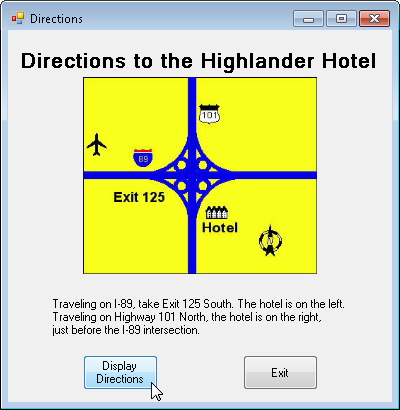 Directions
Directions to the Highlander Hotel
101
89
Exit 125
Hotel
Traveling on I-89, take Exit 125 South. The hotel is on the left.
Traveling on Highway 101 North, the hotel is on the right,
just before the I-89 intersection.
Display
Directions
Exit